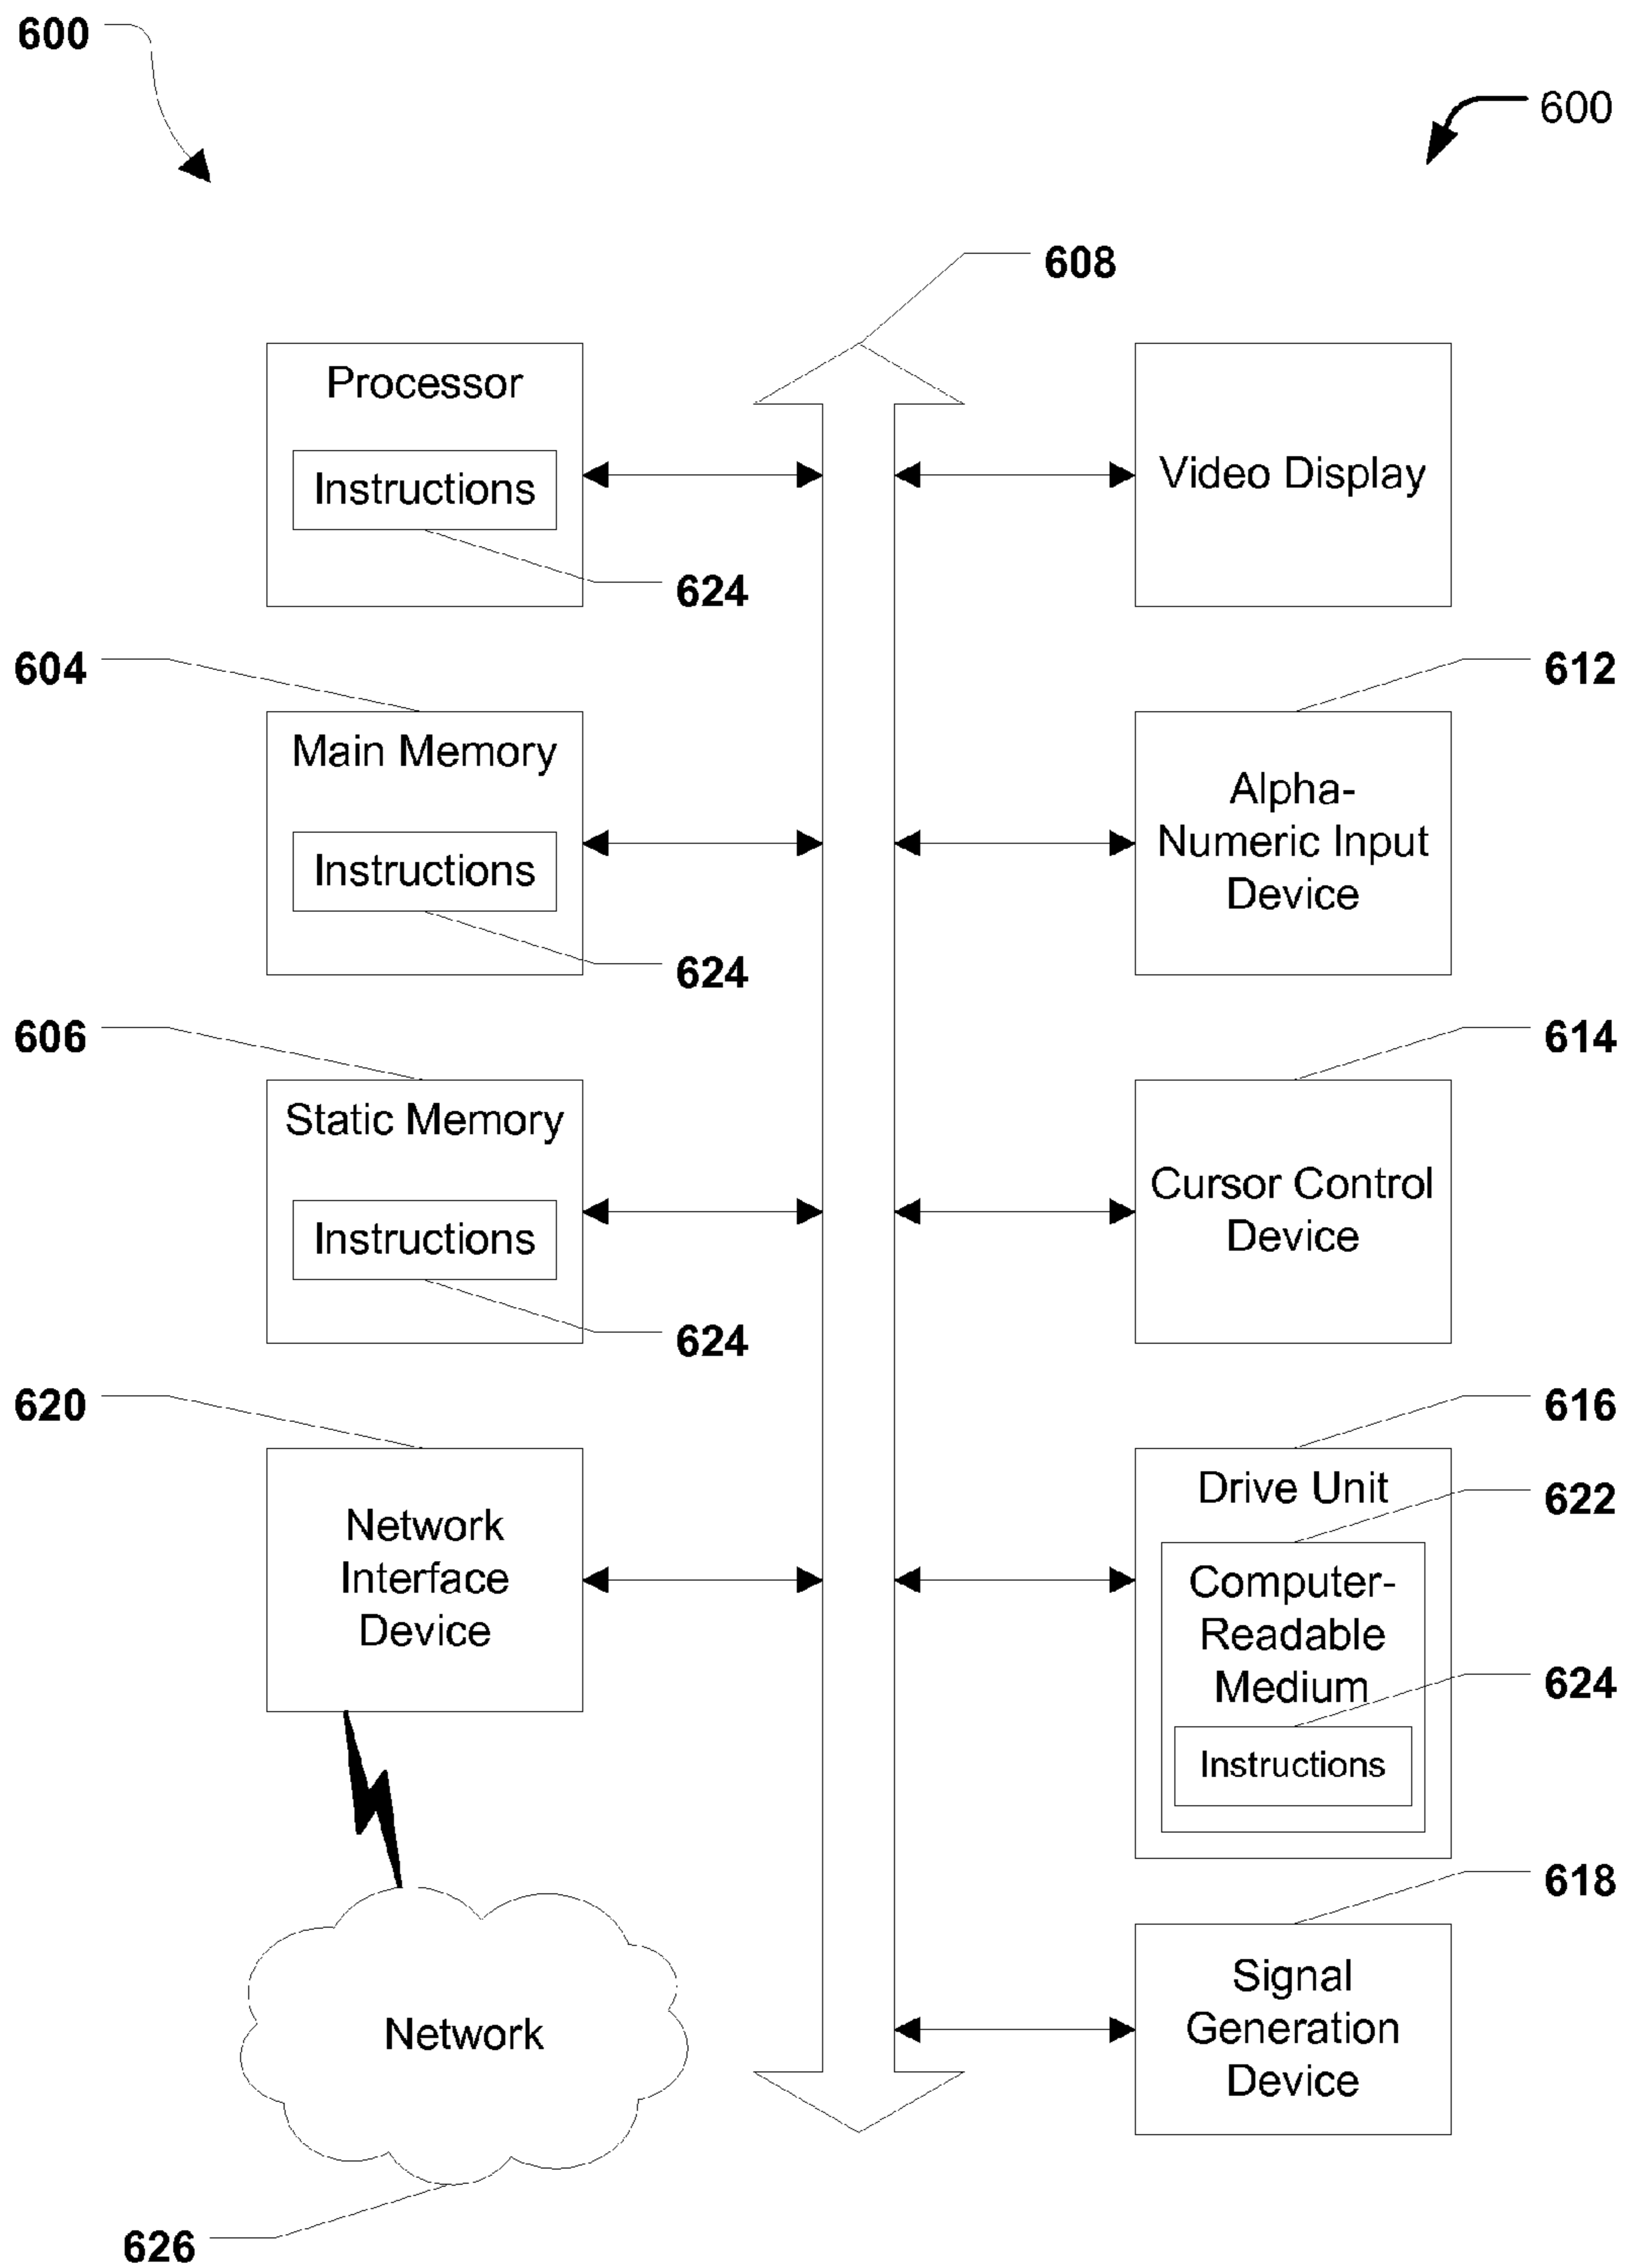 600
600
608
Processor
Instructions
624
Video Display
604
Main Memory
Instructions
624
612
Alpha-
Numeric Input
Device
606
Static Memory
Instructions
624
614
Cursor Control
Device
620
Network
Interface
Device
616
Drive Unit
622
Computer-
Readable
Medium
624
Instructions
618
Signal
Generation
Device
Network
626